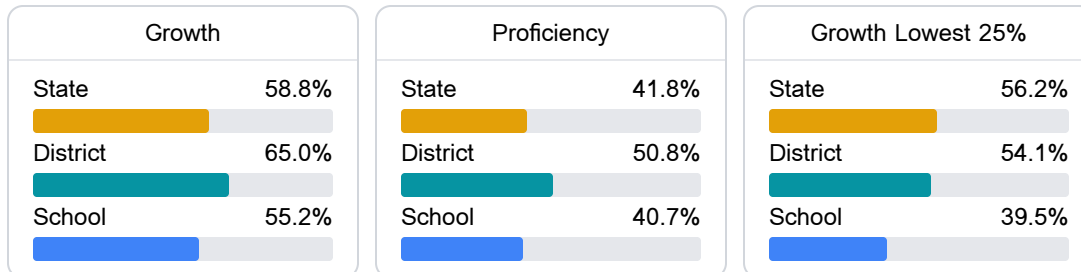 Growth
State 58.8%
District 65.0%
School 55.2%
Proficiency
State 41.8%
District 50.8%
School 40.7%
Growth Lowest 25%
State 56.2%
District 54.1%
School 39.5%